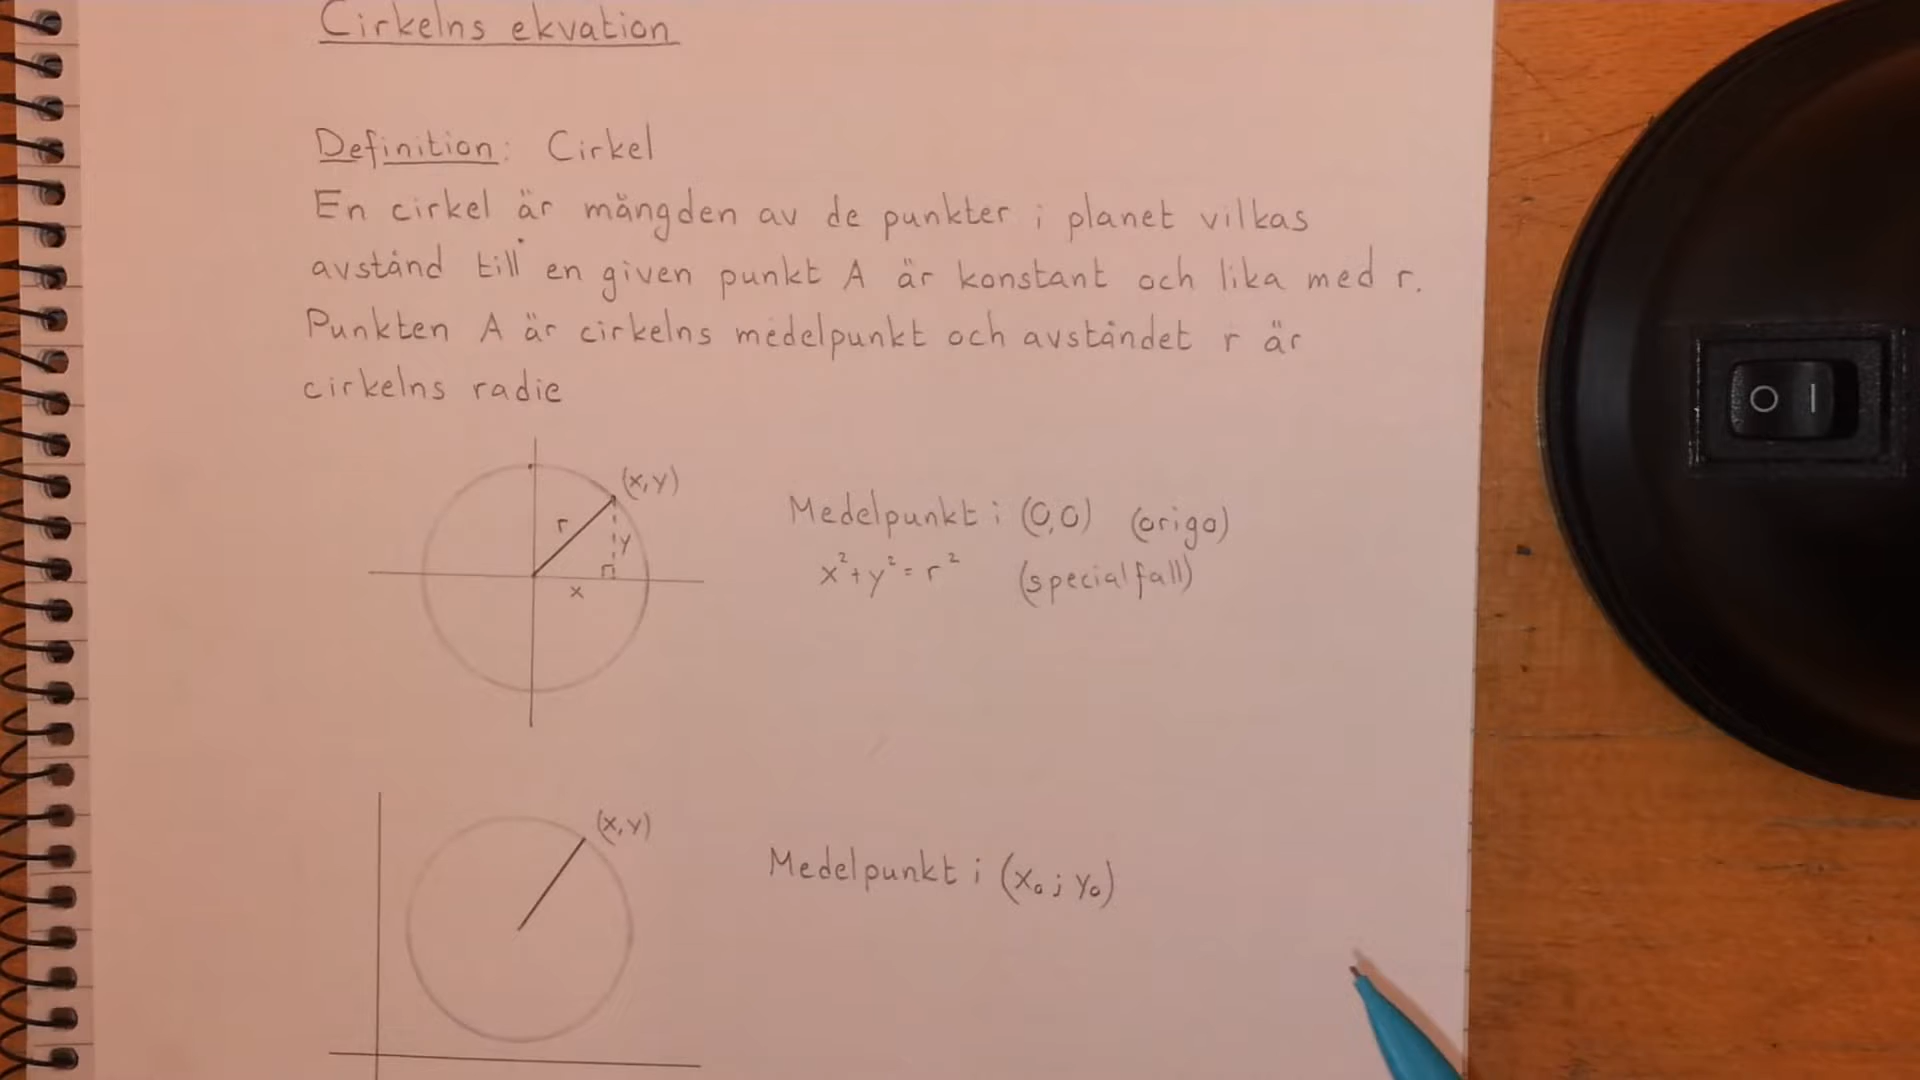 Cirkelns ekvation
Definition: Cirkel
En cirkel är mängden av de punkter i planet vilkas
avstånd till en given punkt A är konstant och lika med r.
Punkten A är cirkelns medelpunkt och avståndet r är
cirkelns radie
(x, y)
r
y
x
Medelpunkt i (0,0) (origo)
x²+y²=r² (specialfall)
(x, y)
Medelpunkt i (x₀; y₀)
O I